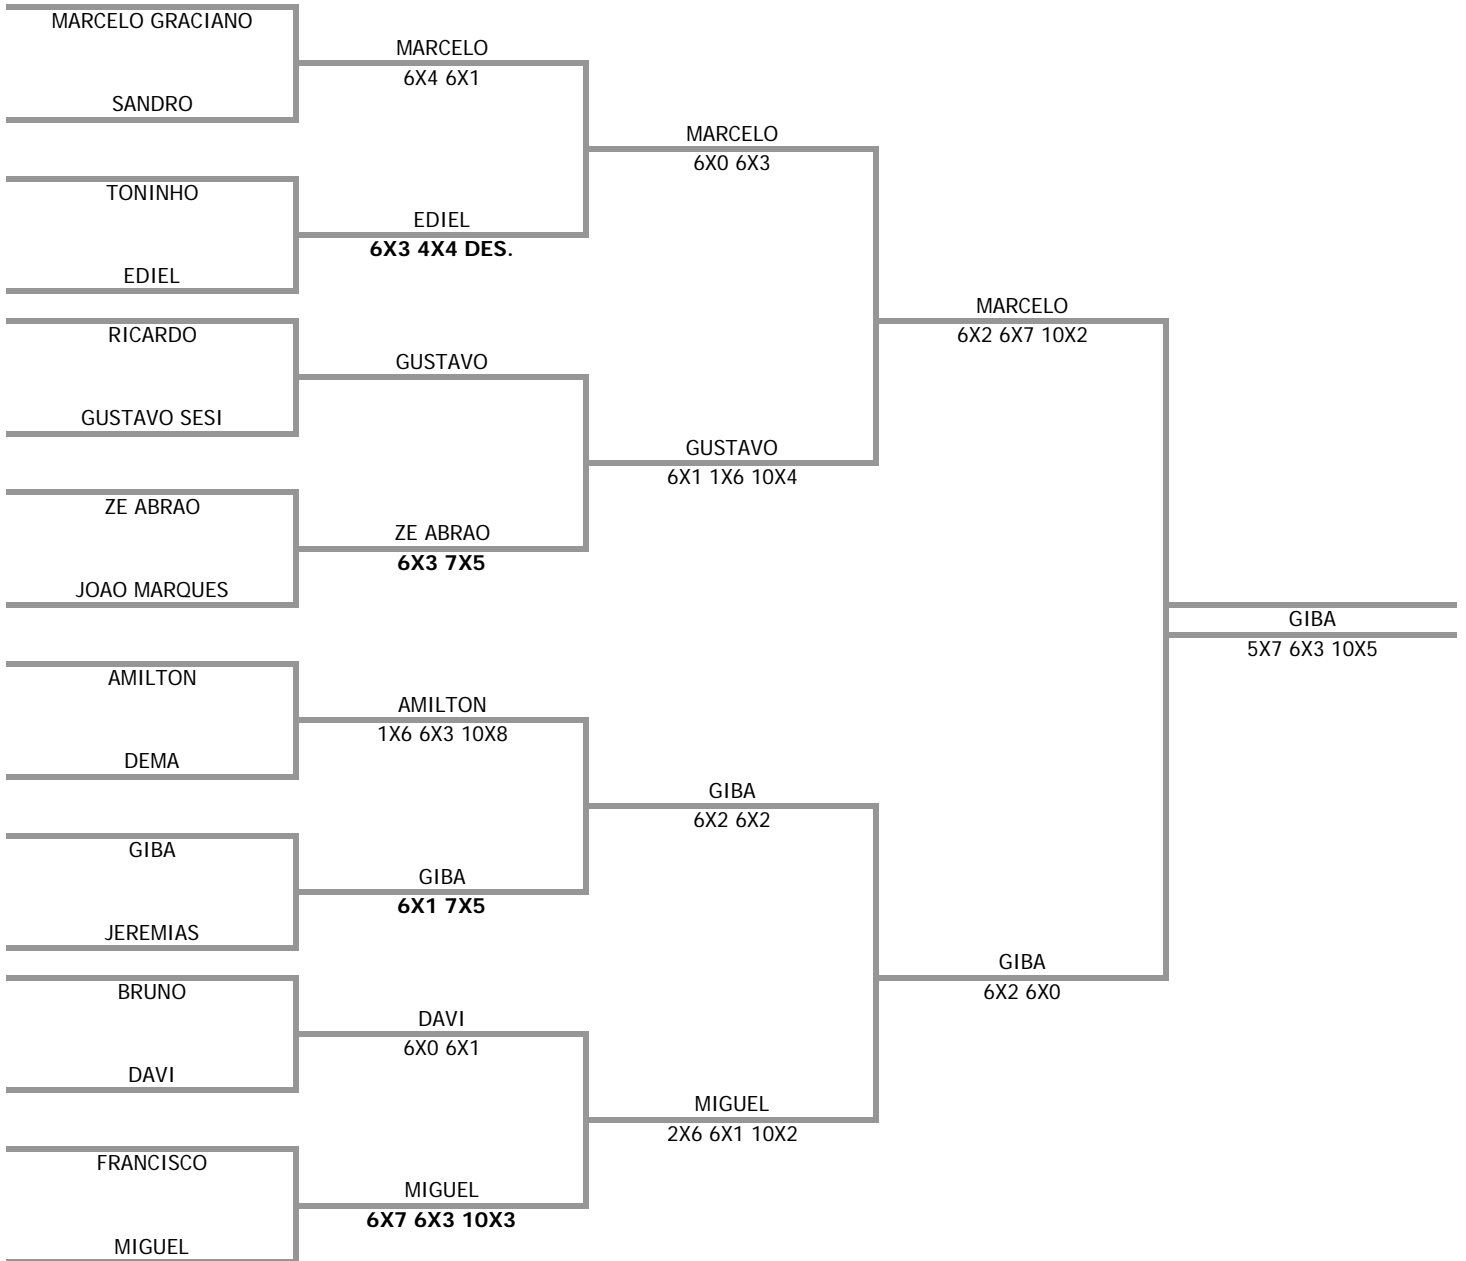 MARCELO GRACIANO
MARCELO
6X4 6X1
SANDRO
MARCELO
6X0 6X3
TONINHO
EDIEL
6X3 4X4 DES.
EDIEL
MARCELO
6X2 6X7 10X2
RICARDO
GUSTAVO
GUSTAVO SESI
GUSTAVO
6X1 1X6 10X4
ZE ABRAO
ZE ABRAO
6X3 7X5
JOAO MARQUES
GIBA
5X7 6X3 10X5
AMILTON
AMILTON
1X6 6X3 10X8
DEMA
GIBA
6X2 6X2
GIBA
GIBA
6X1 7X5
JEREMIAS
GIBA
6X2 6X0
BRUNO
DAVI
6X0 6X1
DAVI
MIGUEL
2X6 6X1 10X2
FRANCISCO
MIGUEL
6X7 6X3 10X3
MIGUEL